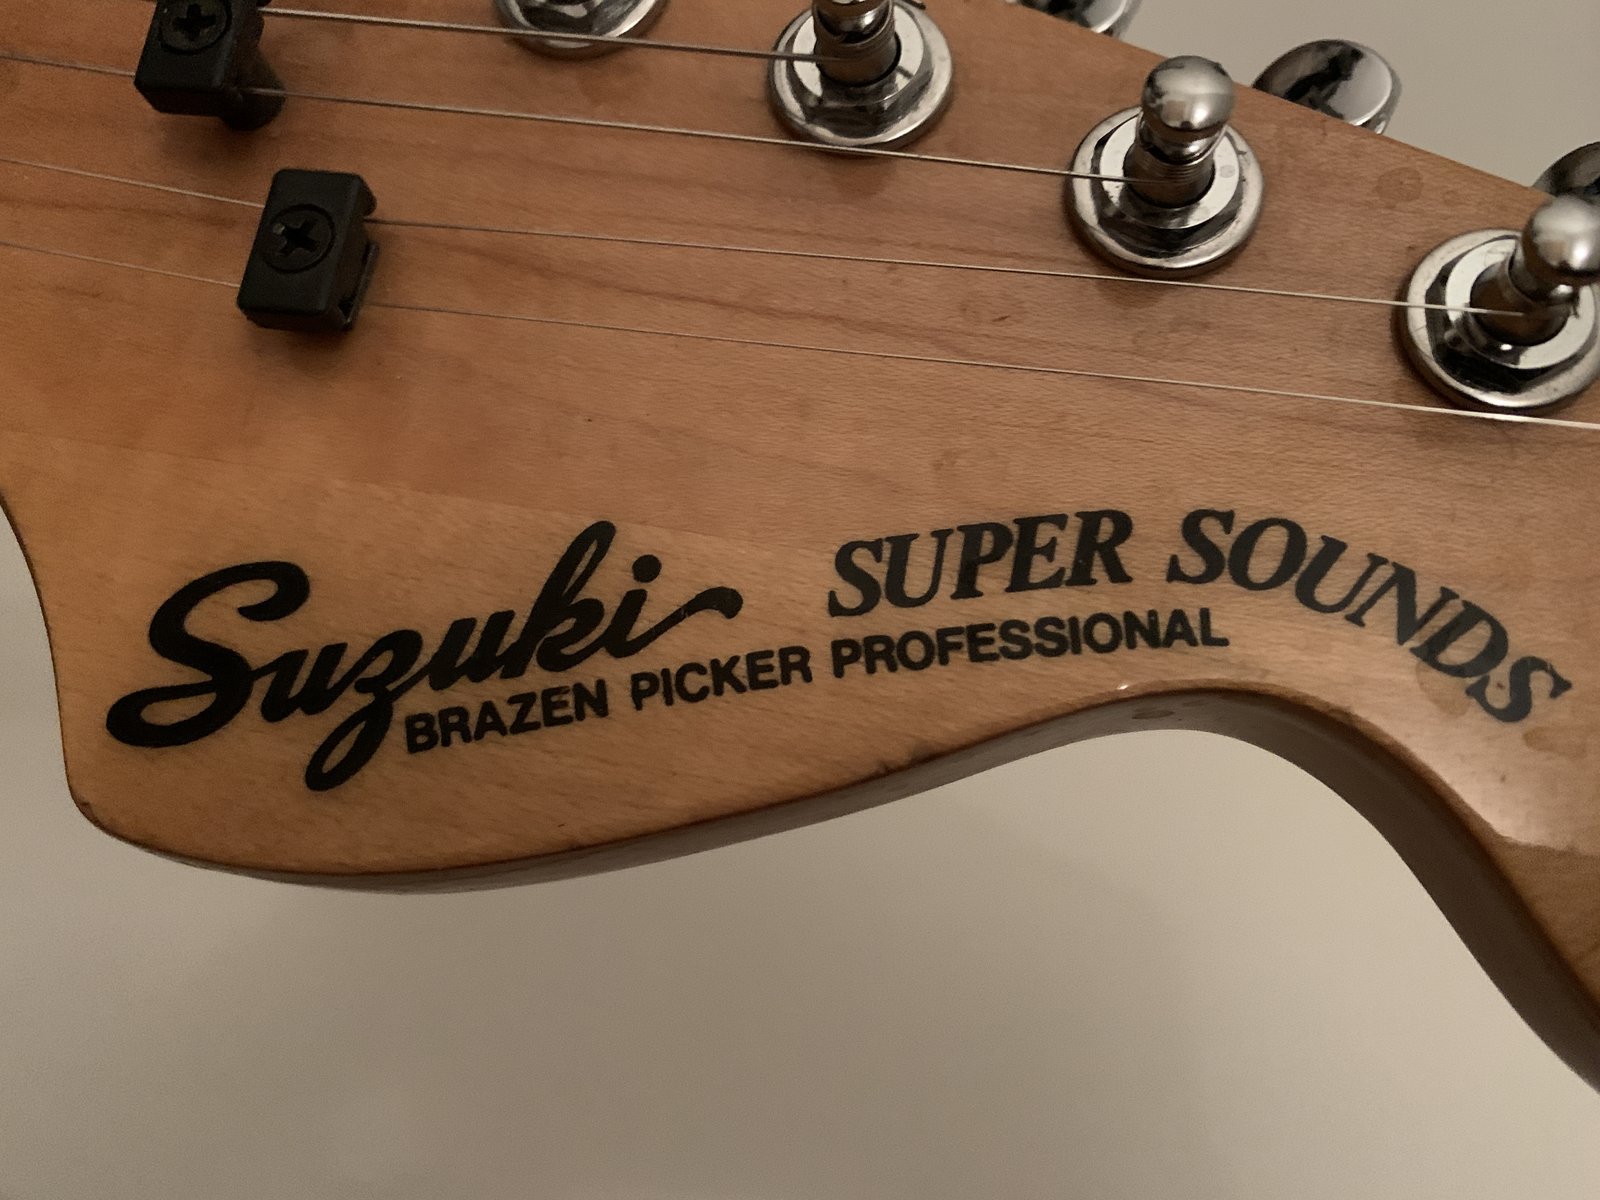 Suzuki SUPER SOUNDS
BRAZEN PICKER PROFESSIONAL